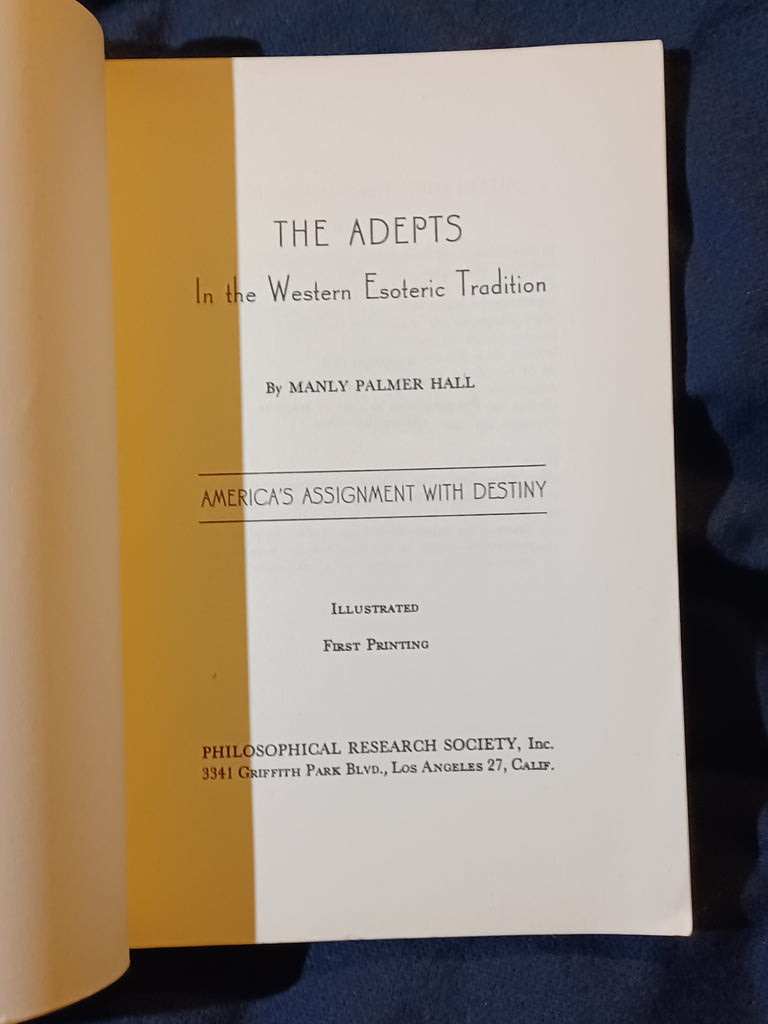 THE ADEPTS
In the Western Esoteric Tradition
By MANLY PALMER HALL
AMERICA'S ASSIGNMENT WITH DESTINY
ILLUSTRATED
FIRST PRINTING
PHILOSOPHICAL RESEARCH SOCIETY, Inc.
3341 GRIFFITH PARK BLVD., LOS ANGELES 27, CALIF.